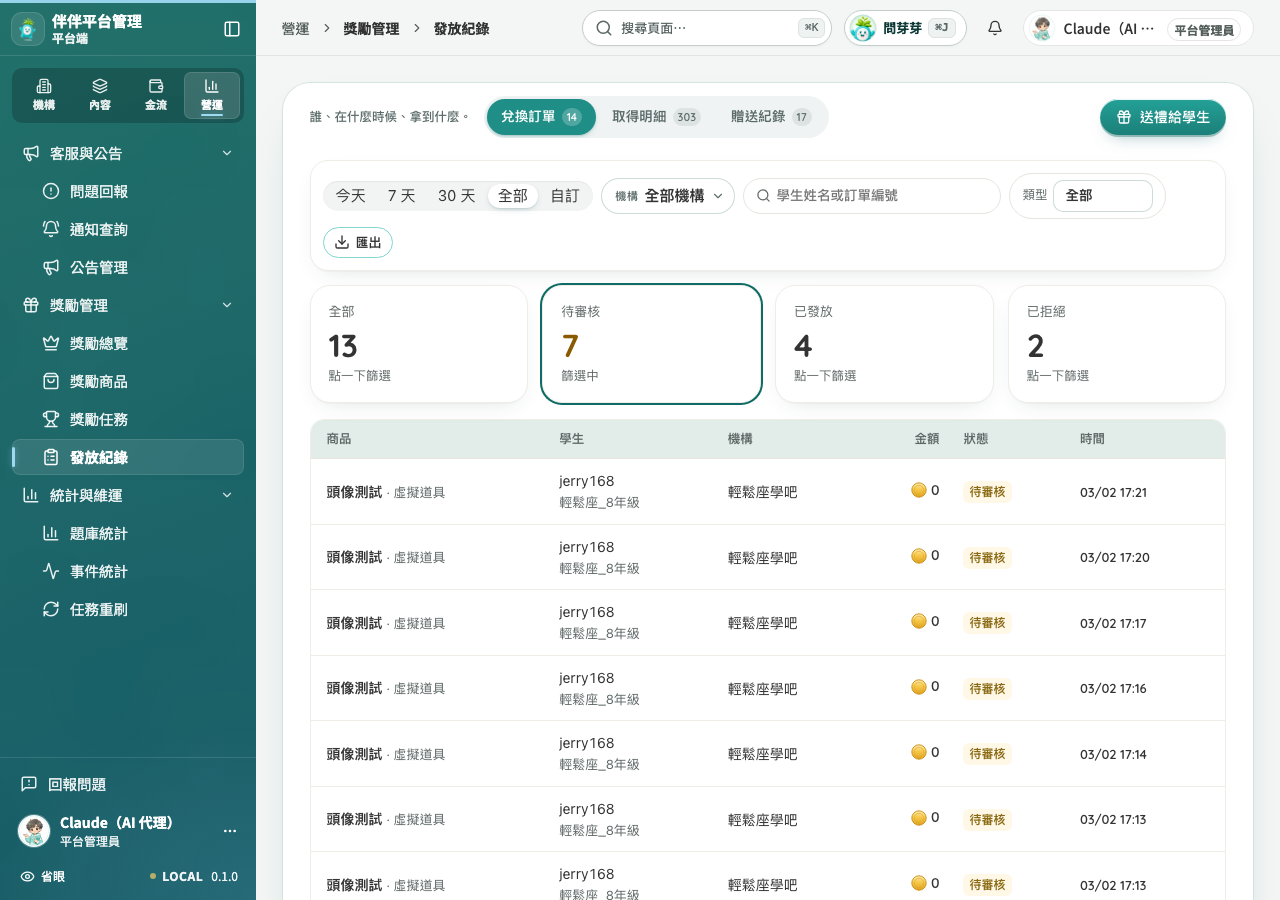 伴伴平台管理
平台端
機構
內容
金流
營運
客服與公告
問題回報
通知查詢
公告管理
獎勵管理
獎勵總覽
獎勵商品
獎勵任務
發放紀錄
統計與維運
題庫統計
事件統計
任務重刷
回報問題
Claude（AI 代理）
平台管理員
省眼
LOCAL 0.1.0
營運 > 獎勵管理 > 發放紀錄
搜尋頁面… ⌘K
問芽芽 ⌘J
Claude（AI … 平台管理員
誰、在什麼時候、拿到什麼。
兌換訂單 14
取得明細 303
贈送紀錄 17
送禮給學生
今天 7 天 30 天 全部 自訂
機構 全部機構
學生姓名或訂單編號
類型 全部
匯出
全部
13
點一下篩選
待審核
7
篩選中
已發放
4
點一下篩選
已拒絕
2
點一下篩選
商品 學生 機構 金額 狀態 時間
頭像測試 · 虛擬道具 jerry168 輕鬆座學吧 0 待審核 03/02 17:21
輕鬆座_8年級
頭像測試 · 虛擬道具 jerry168 輕鬆座學吧 0 待審核 03/02 17:20
輕鬆座_8年級
頭像測試 · 虛擬道具 jerry168 輕鬆座學吧 0 待審核 03/02 17:17
輕鬆座_8年級
頭像測試 · 虛擬道具 jerry168 輕鬆座學吧 0 待審核 03/02 17:16
輕鬆座_8年級
頭像測試 · 虛擬道具 jerry168 輕鬆座學吧 0 待審核 03/02 17:14
輕鬆座_8年級
頭像測試 · 虛擬道具 jerry168 輕鬆座學吧 0 待審核 03/02 17:13
輕鬆座_8年級
頭像測試 · 虛擬道具 jerry168 輕鬆座學吧 0 待審核 03/02 17:13
輕鬆座_8年級